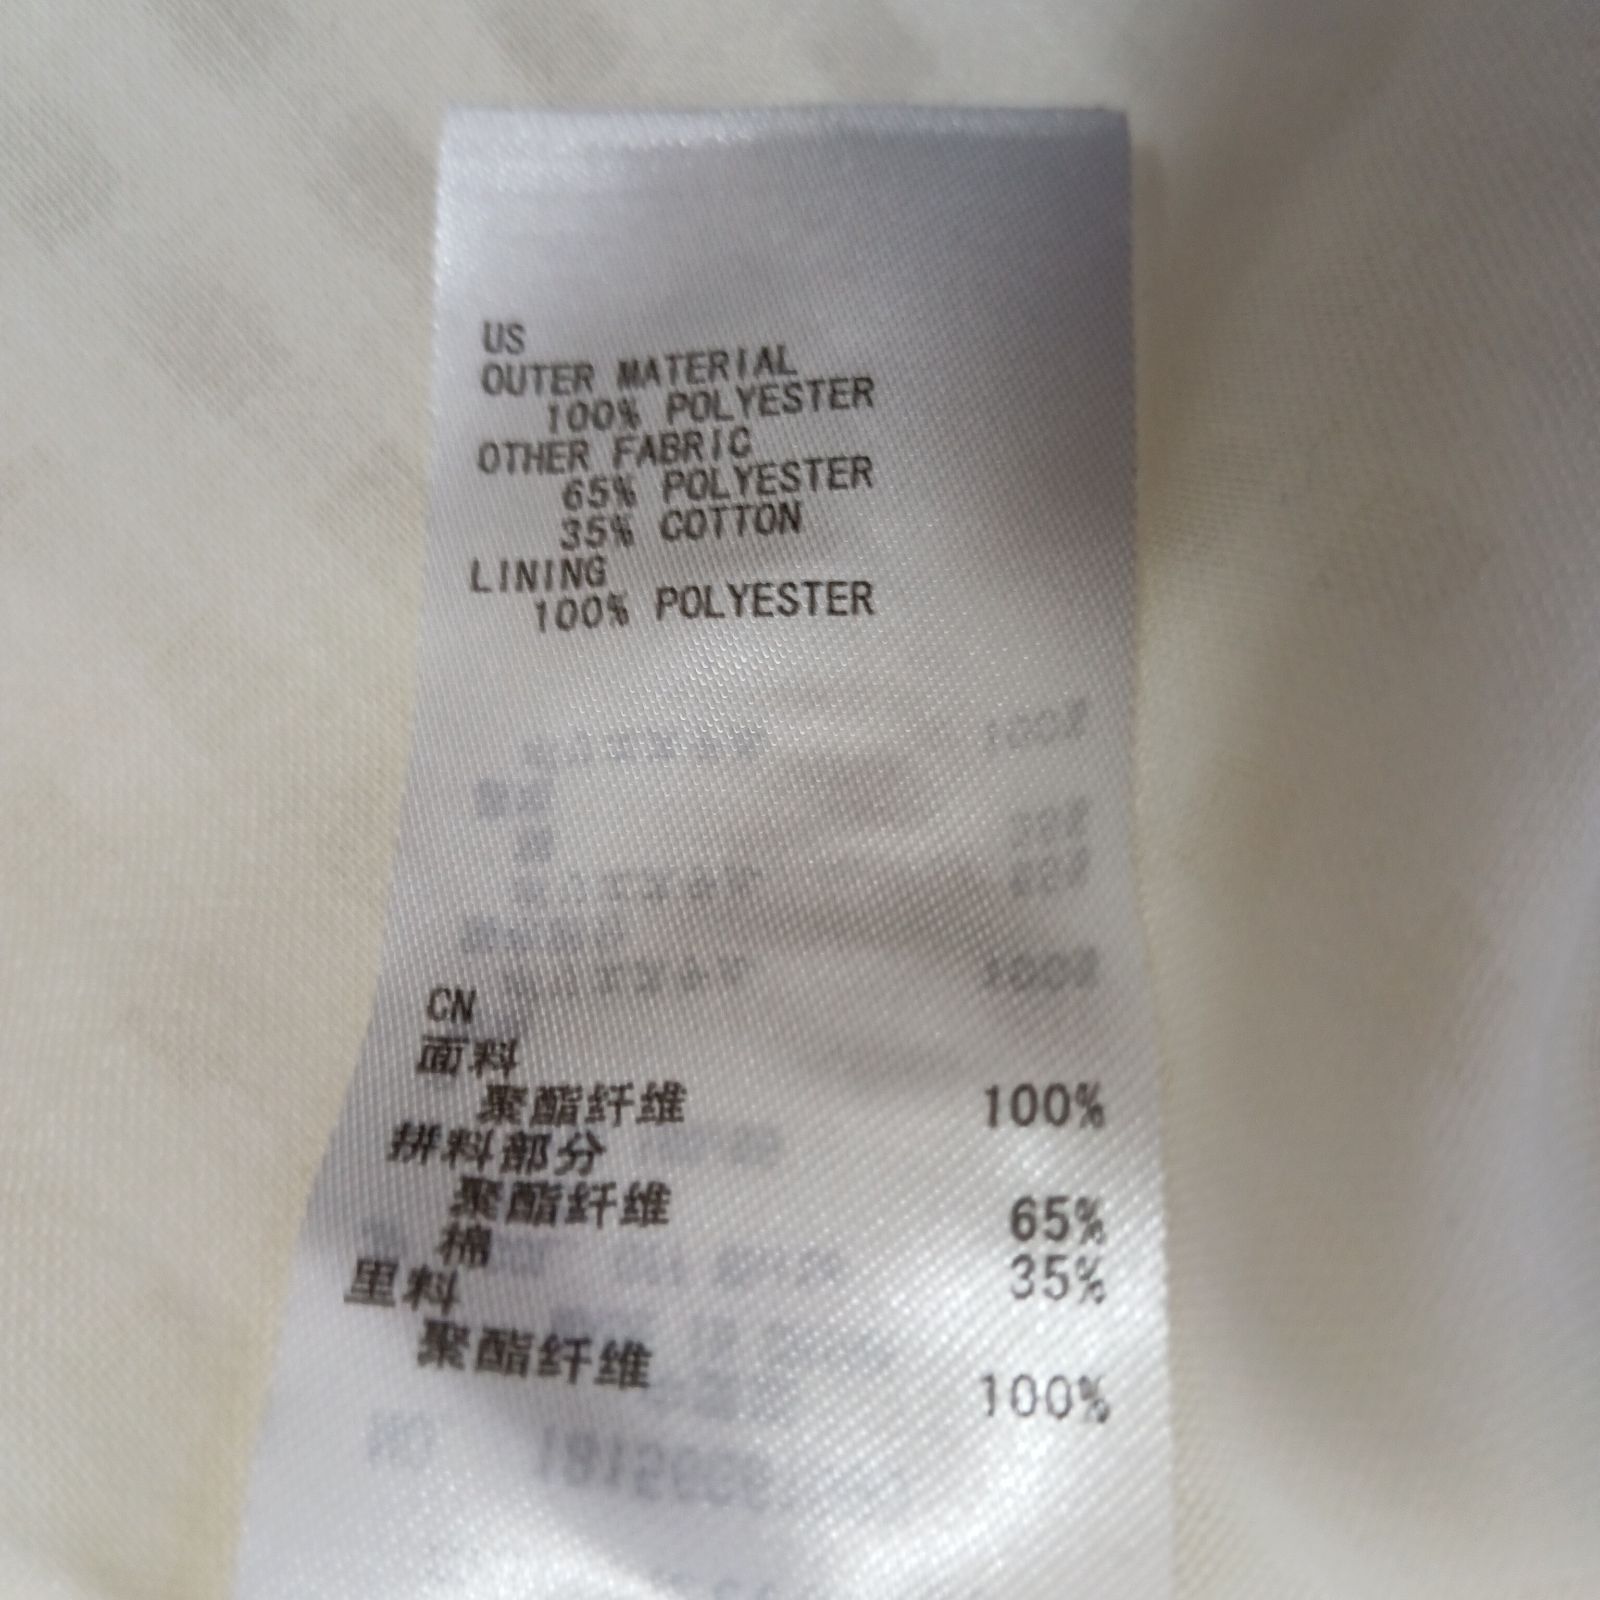 US
OUTER MATERIAL
100% POLYESTER
OTHER FABRIC
65% POLYESTER
35% COTTON
LINING
100% POLYESTER
CN
面料
聚酯纤维 100%
拼料部分
聚酯纤维 65%
棉 35%
里料
聚酯纤维 100%